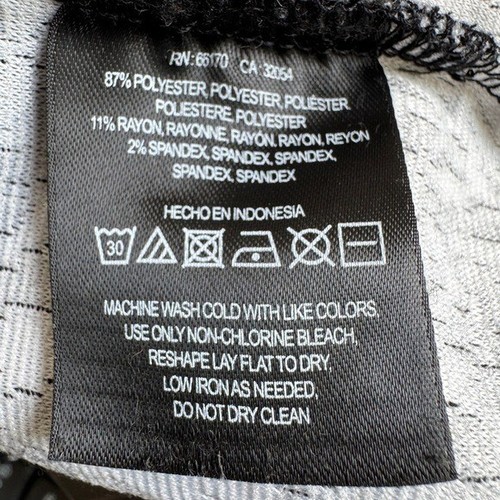 RN: 66170 CA: 32054
87% POLYESTER, POLYESTER, POLIÉSTER,
POLIESTERE, POLYESTER
11% RAYON, RAYONNE, RAYÓN, RAYON, REYON
2% SPANDEX, SPANDEX, SPANDEX,
SPANDEX, SPANDEX
HECHO EN INDONESIA
30
MACHINE WASH COLD WITH LIKE COLORS,
USE ONLY NON-CHLORINE BLEACH,
RESHAPE LAY FLAT TO DRY,
LOW IRON AS NEEDED,
DO NOT DRY CLEAN